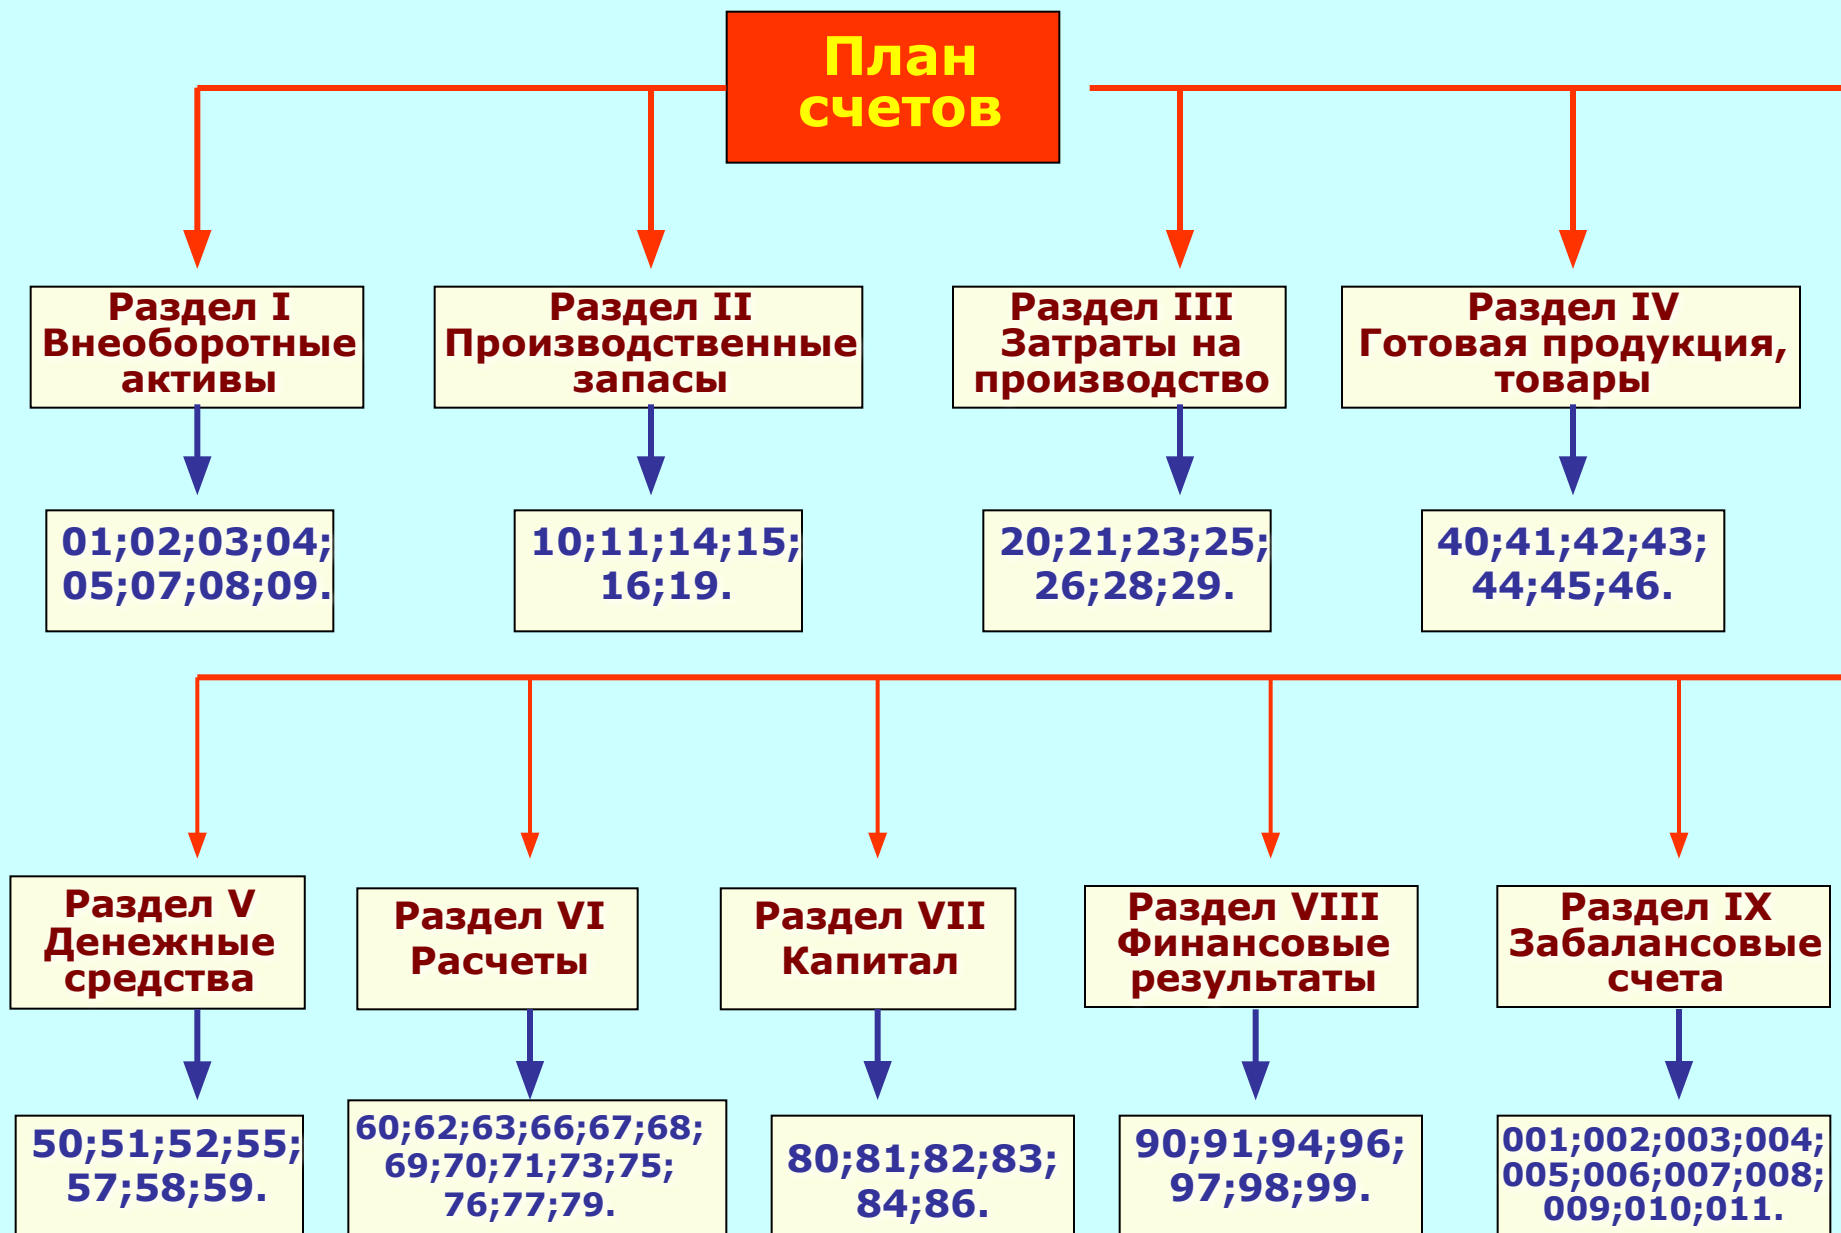 План
счетов
Раздел I
Внеоборотные
активы
Раздел II
Производственные
запасы
Раздел III
Затраты на
производство
Раздел IV
Готовая продукция,
товары
01;02;03;04;
05;07;08;09.
10;11;14;15;
16;19.
20;21;23;25;
26;28;29.
40;41;42;43;
44;45;46.
Раздел V
Денежные
средства
Раздел VI
Расчеты
Раздел VII
Капитал
Раздел VIII
Финансовые
результаты
Раздел IX
Забалансовые
счета
50;51;52;55;
57;58;59.
60;62;63;66;67;68;
69;70;71;73;75;
76;77;79.
80;81;82;83;
84;86.
90;91;94;96;
97;98;99.
001;002;003;004;
005;006;007;008;
009;010;011.